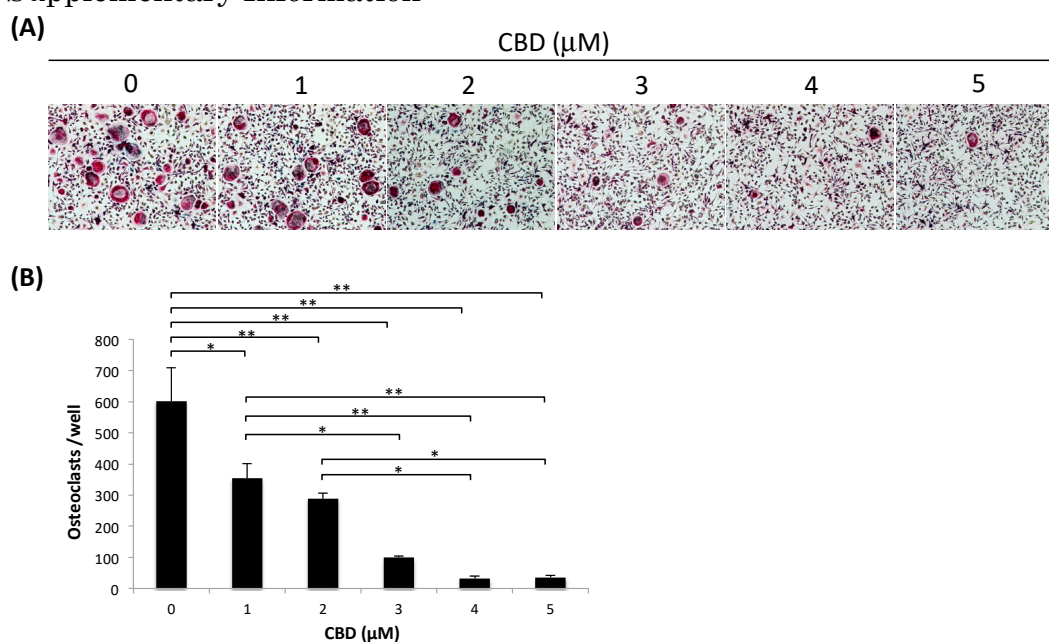 Supplementary Information
(A)
CBD (μM)
0 1 2 3 4 5
(B)
**
**
**
**
*
**
**
*
*
*
800
700
600
500
400
300
200
100
0
Osteoclasts /well
0 1 2 3 4 5
CBD (μM)